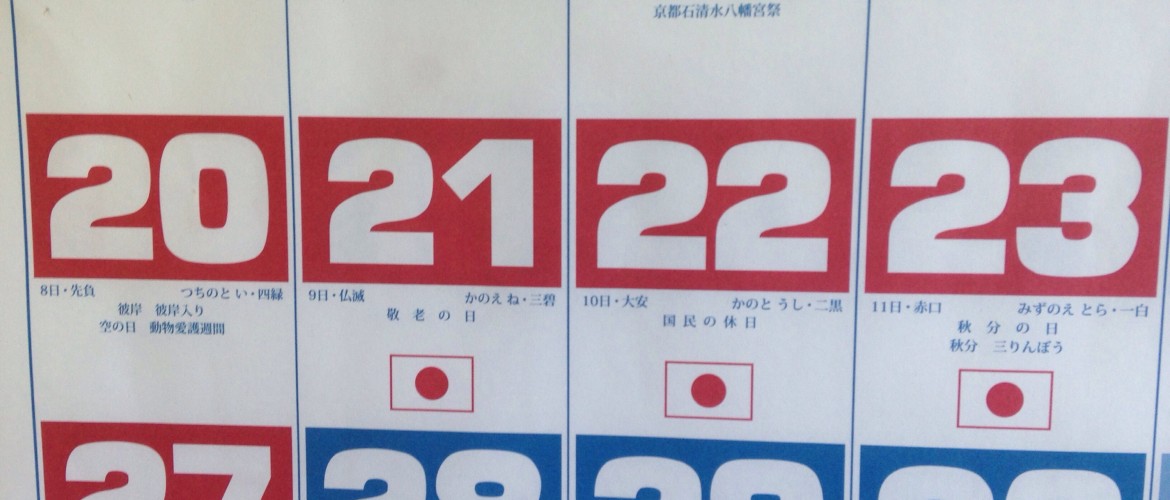 京都石清水八幡宮祭
20 21 22 23
8日・先負 つちのと い・四緑
彼岸 彼岸入り
空の日 動物愛護週間
9日・仏滅 かのえ ね・三碧
敬老の日
10日・大安 かのと うし・二黒
国民の休日
11日・赤口 みずのえ とら・一白
秋分の日
秋分 三りんぼう
27 28 29 30